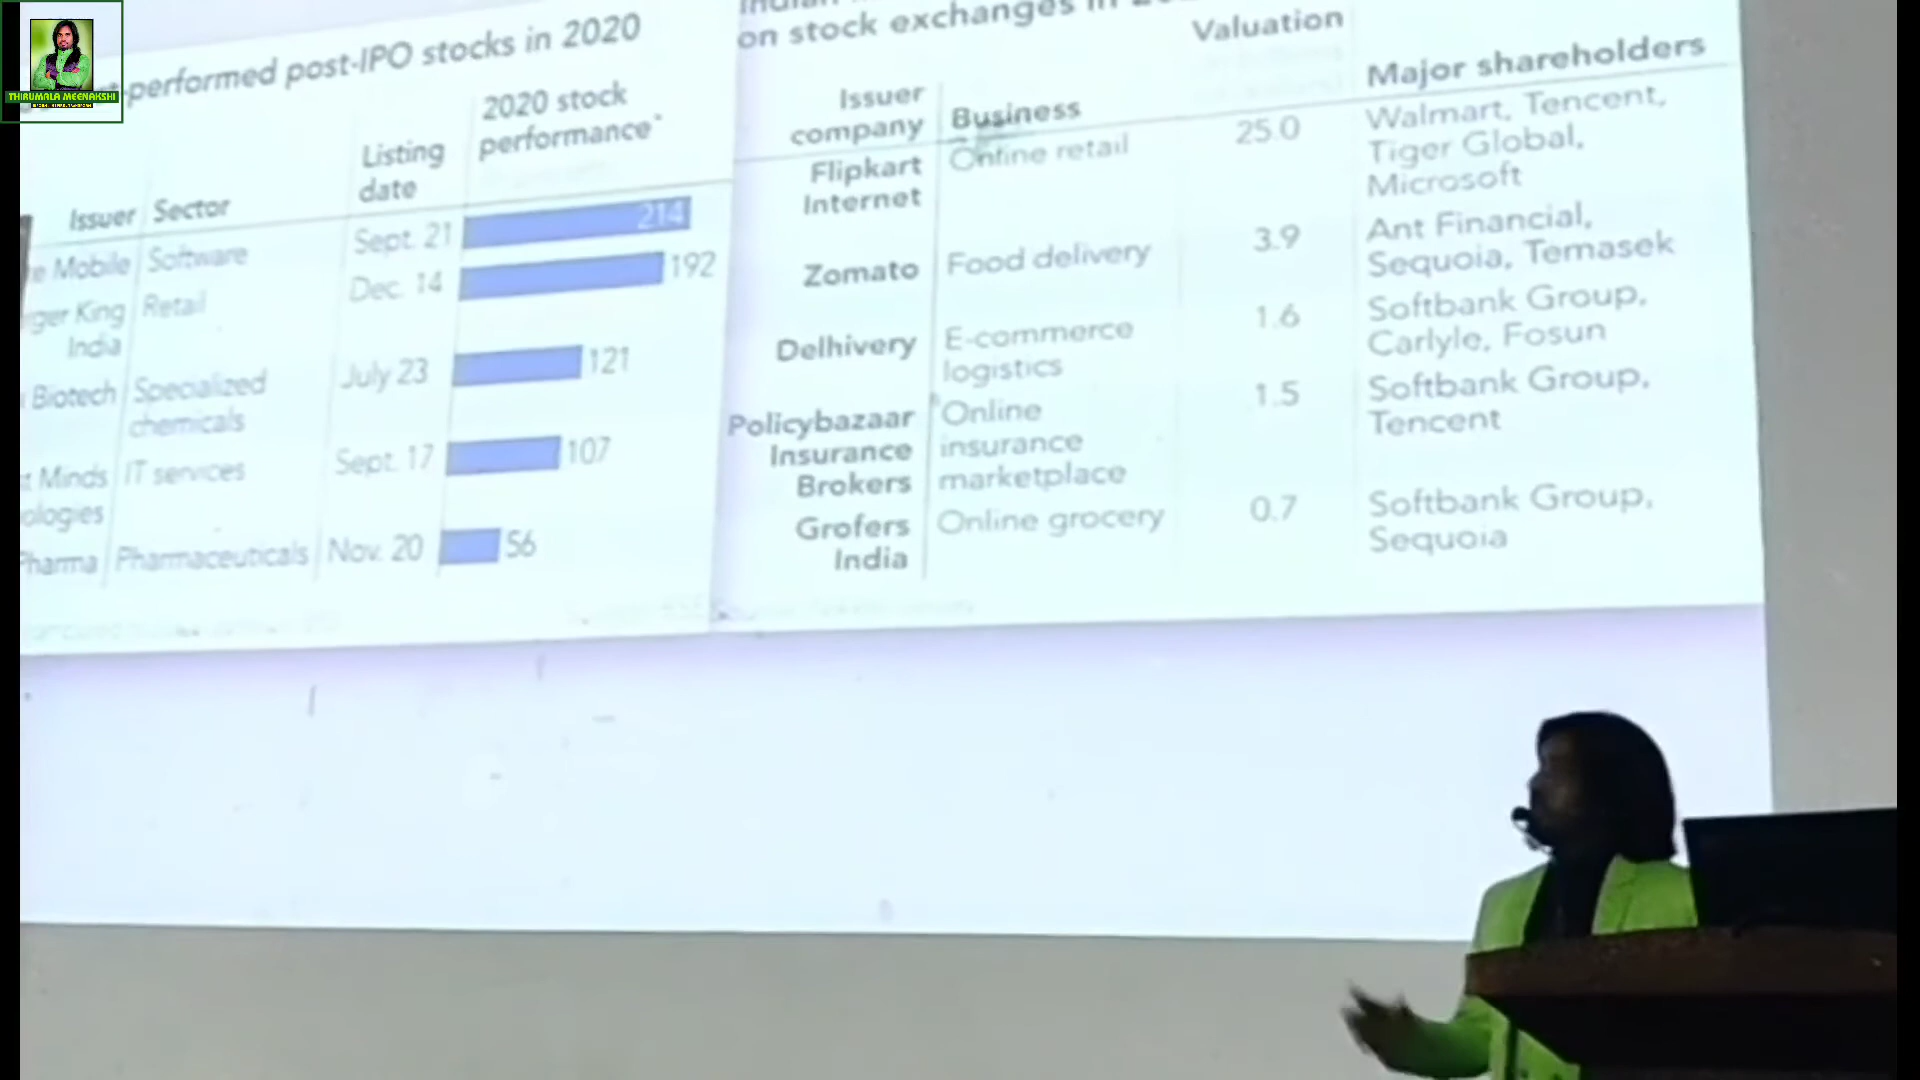 THIRUMALA MEENAKSHI
-performed post-IPO stocks in 2020
Issuer
Sector
Listing
date
2020 stock
performance*
e Mobile
Software
Sept. 21
214
ger King
India
Retail
Dec. 14
192
Biotech
Specialized
chemicals
July 23
121
t Minds
ologies
IT services
Sept. 17
107
Pharma
Pharmaceuticals
Nov. 20
56
on stock exchanges in
Issuer
company
Business
Valuation
Major shareholders
Flipkart
Internet
Online retail
25.0
Walmart, Tencent,
Tiger Global,
Microsoft
Zomato
Food delivery
3.9
Ant Financial,
Sequoia, Temasek
Delhivery
E-commerce
logistics
1.6
Softbank Group,
Carlyle, Fosun
Policybazaar
Insurance
Brokers
Online
insurance
marketplace
1.5
Softbank Group,
Tencent
Grofers
India
Online grocery
0.7
Softbank Group,
Sequoia